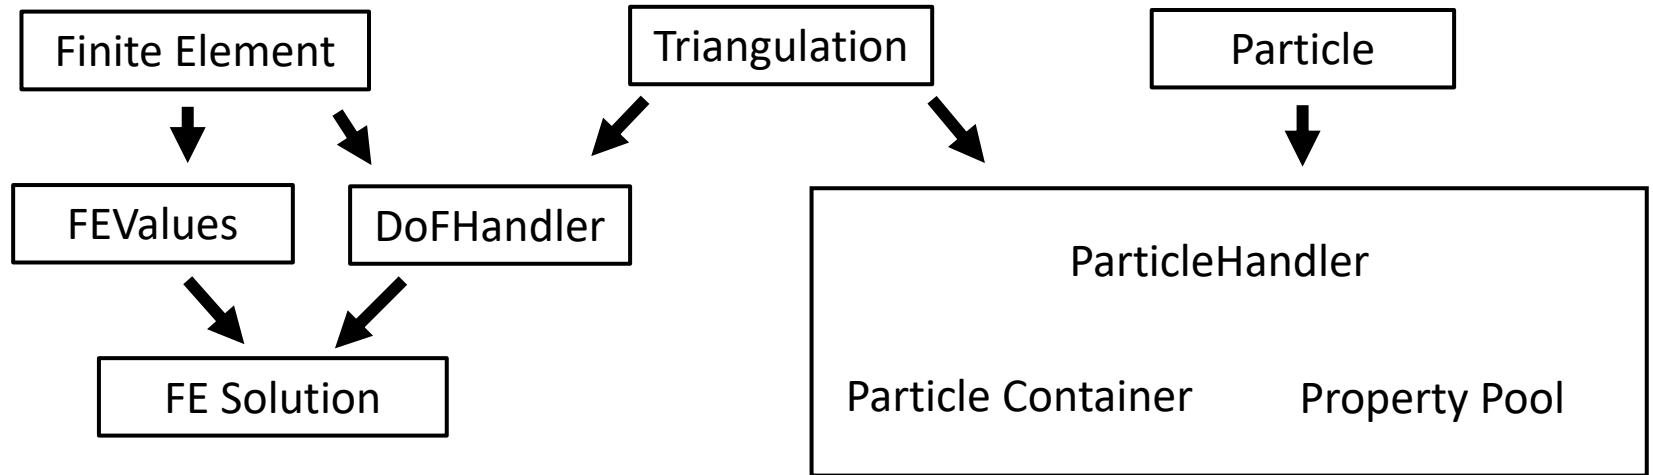 Finite Element
Triangulation
Particle
FEValues
DoFHandler
ParticleHandler
FE Solution
Particle Container
Property Pool